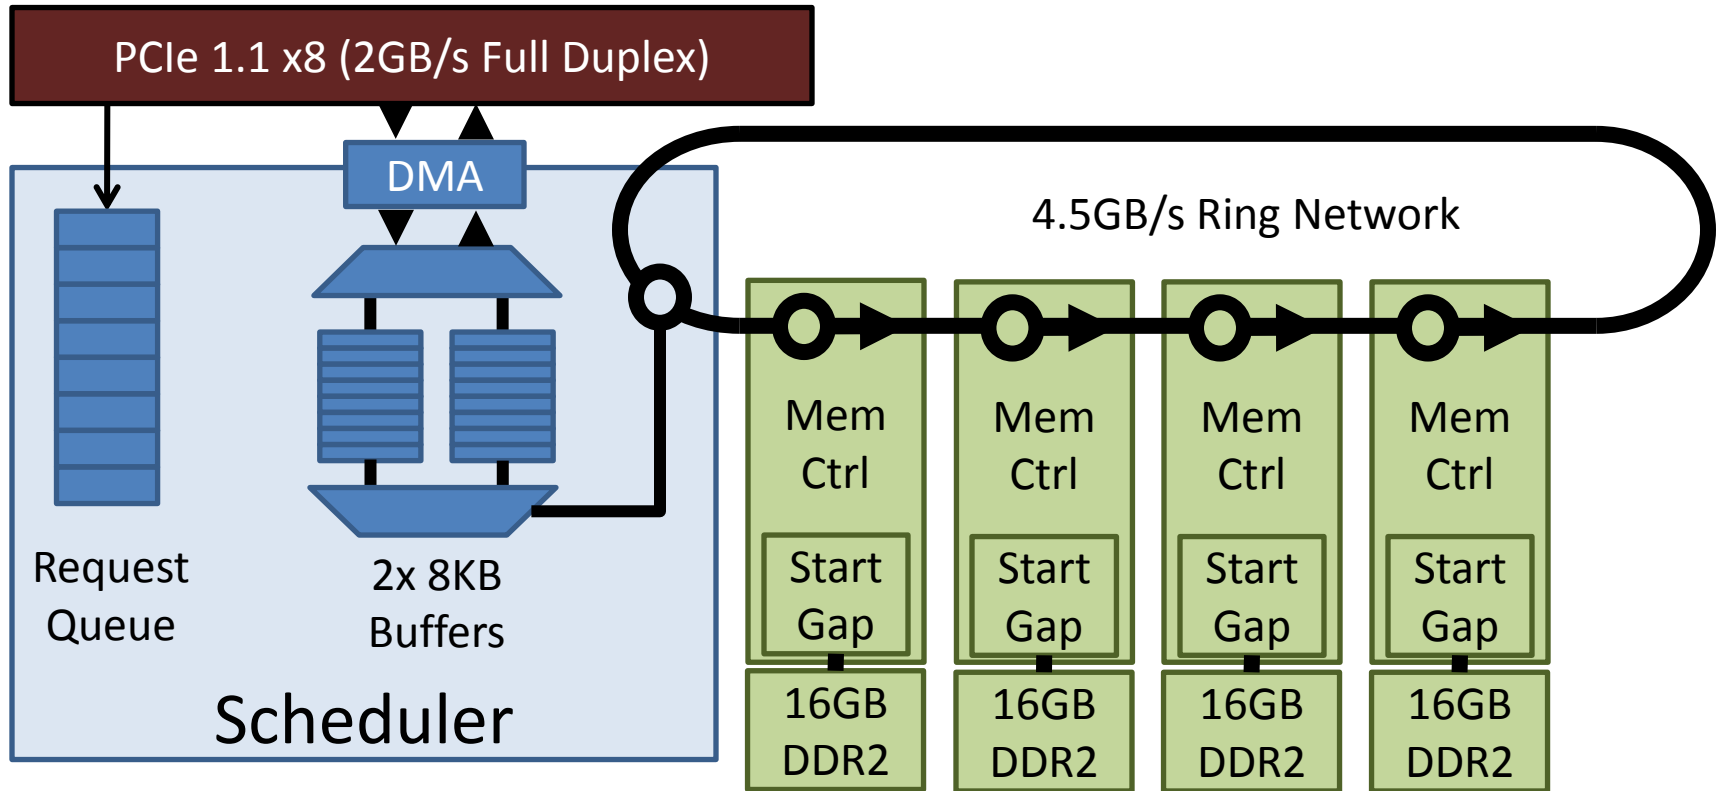 PCIe 1.1 x8 (2GB/s Full Duplex)
DMA
4.5GB/s Ring Network
Request
Queue
2x 8KB
Buffers
Scheduler
Mem
Ctrl
Start
Gap
16GB
DDR2
Mem
Ctrl
Start
Gap
16GB
DDR2
Mem
Ctrl
Start
Gap
16GB
DDR2
Mem
Ctrl
Start
Gap
16GB
DDR2